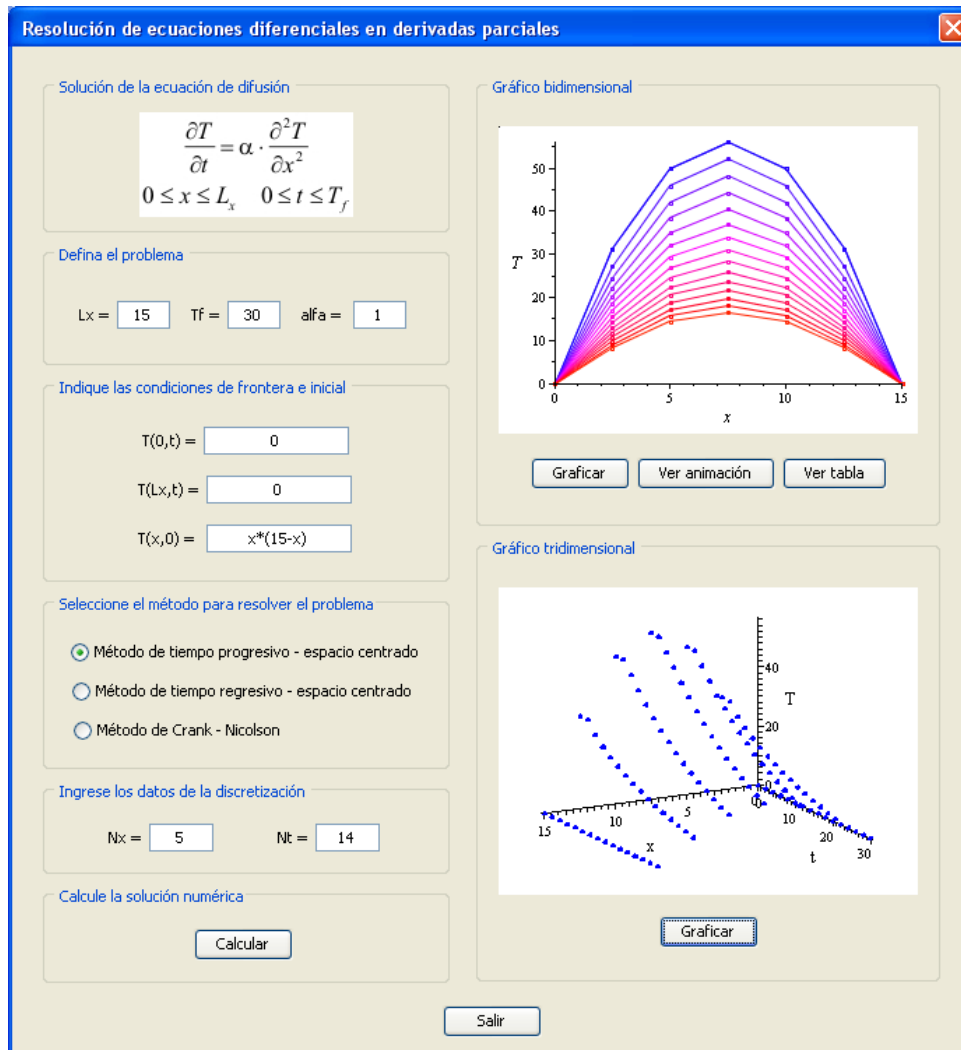 Resolución de ecuaciones diferenciales en derivadas parciales
Solución de la ecuación de difusión
∂T/∂t = α · ∂²T/∂x²
0 ≤ x ≤ L_x 0 ≤ t ≤ T_f
Defina el problema
Lx = 15 Tf = 30 alfa = 1
Indique las condiciones de frontera e inicial
T(0,t) = 0
T(Lx,t) = 0
T(x,0) = x*(15-x)
Seleccione el método para resolver el problema
Método de tiempo progresivo - espacio centrado
Método de tiempo regresivo - espacio centrado
Método de Crank - Nicolson
Ingrese los datos de la discretización
Nx = 5 Nt = 14
Calcule la solución numérica
Calcular
Gráfico bidimensional
50
40
T 30
20
10
0
0 5 10 15
x
Graficar Ver animación Ver tabla
Gráfico tridimensional
40
T
20
0
15 10 5 0 0 10 20 30
x t
Graficar
Salir